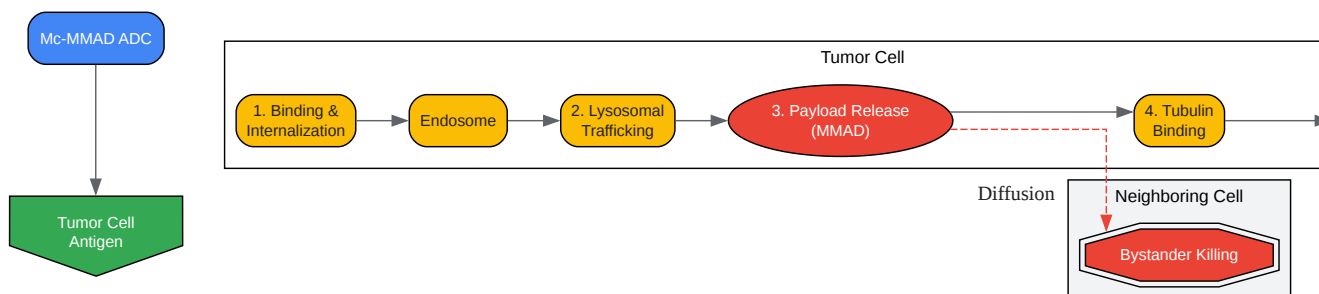 Mc-MMAD ADC
Tumor Cell
Antigen
Tumor Cell
1. Binding &
Internalization
Endosome
2. Lysosomal
Trafficking
3. Payload Release
(MMAD)
4. Tubulin
Binding
Diffusion
Neighboring Cell
Bystander Killing